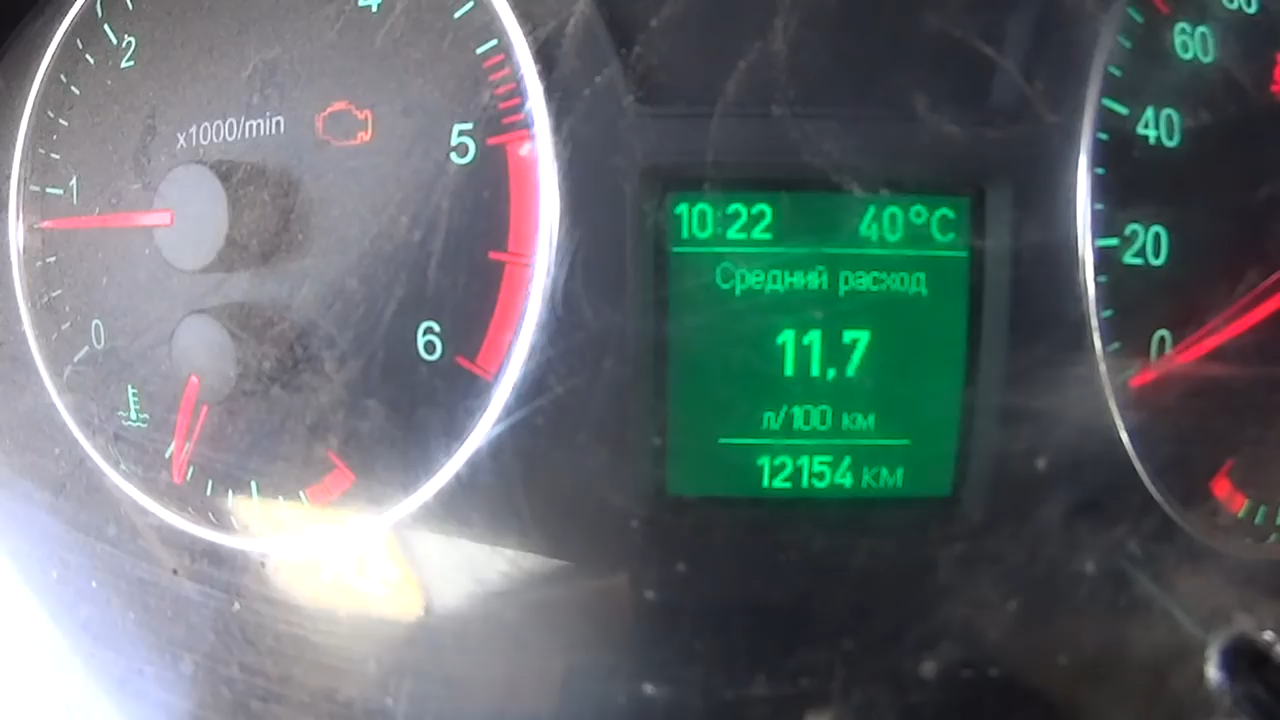 4
2
x1000/min
1
5
0
6
10:22 40°C
Средний расход
11,7
л/100 км
12154 КМ
60
40
20
0